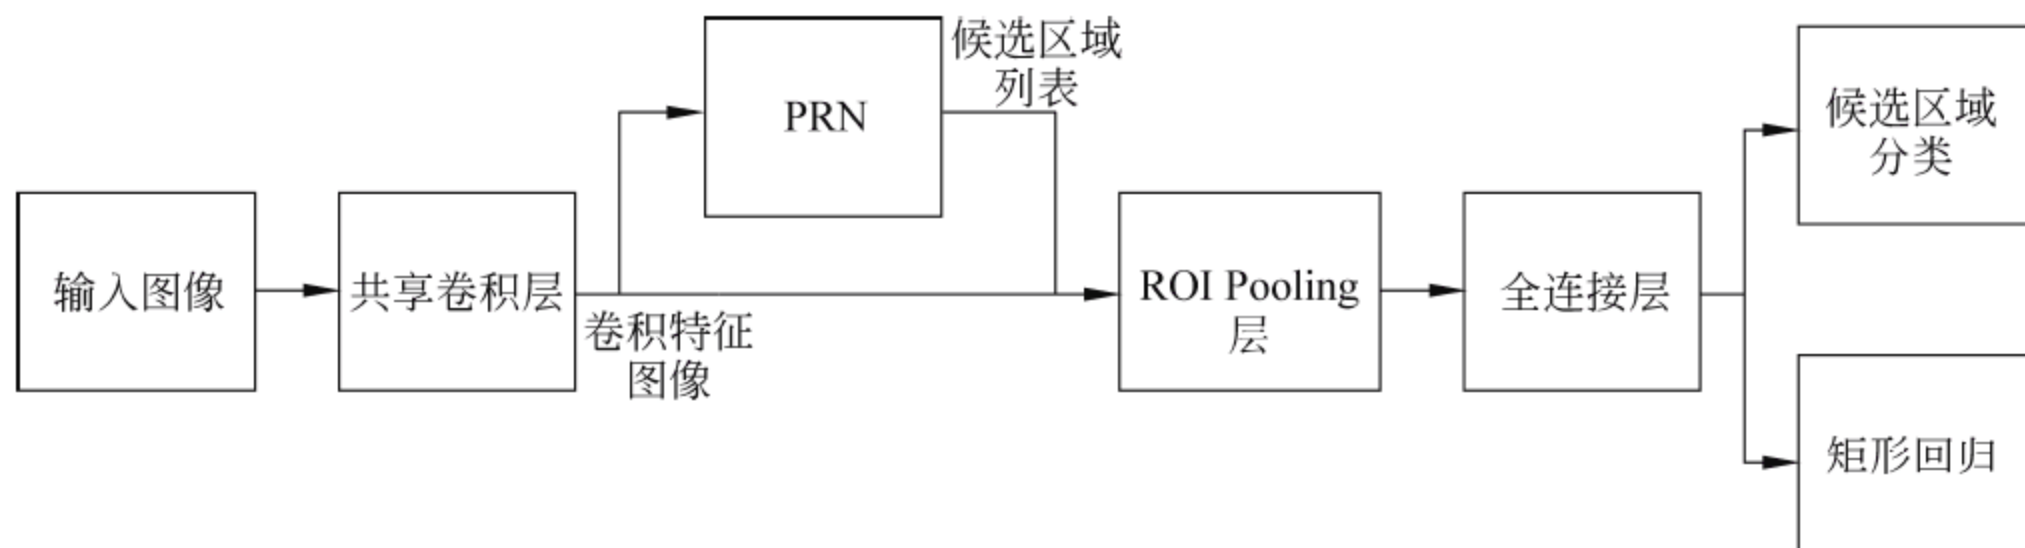 输入图像
共享卷积层
卷积特征
图像
PRN
候选区域
列表
ROI Pooling
层
全连接层
候选区域
分类
矩形回归